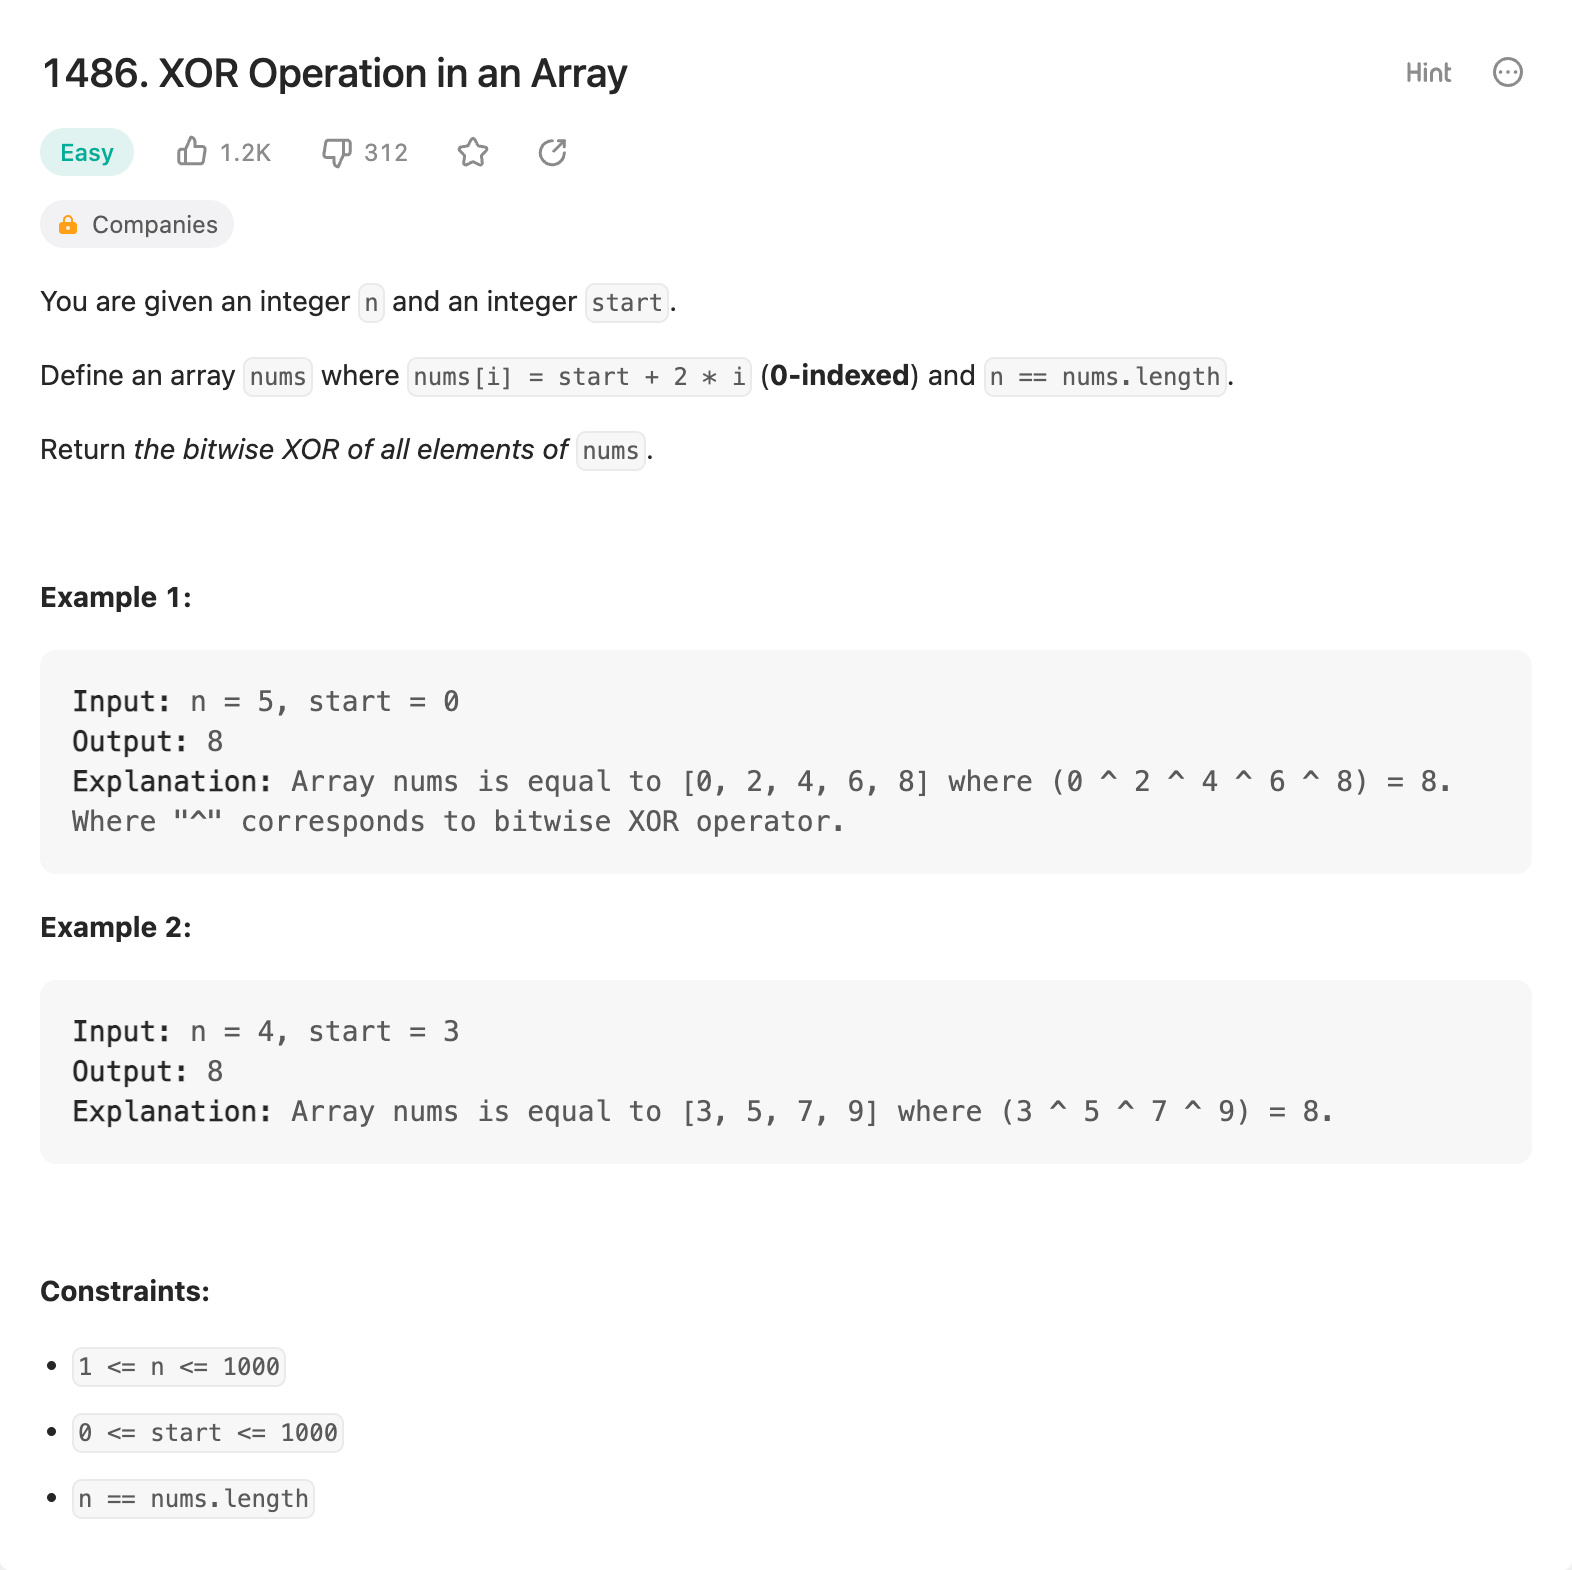 1486. XOR Operation in an Array
Hint
Easy
1.2K
312
Companies
You are given an integer n and an integer start.
Define an array nums where nums[i] = start + 2 * i (0-indexed) and n == nums.length.
Return the bitwise XOR of all elements of nums.
Example 1:
Input: n = 5, start = 0
Output: 8
Explanation: Array nums is equal to [0, 2, 4, 6, 8] where (0 ^ 2 ^ 4 ^ 6 ^ 8) = 8.
Where "^" corresponds to bitwise XOR operator.
Example 2:
Input: n = 4, start = 3
Output: 8
Explanation: Array nums is equal to [3, 5, 7, 9] where (3 ^ 5 ^ 7 ^ 9) = 8.
Constraints:
• 1 <= n <= 1000
• 0 <= start <= 1000
• n == nums.length